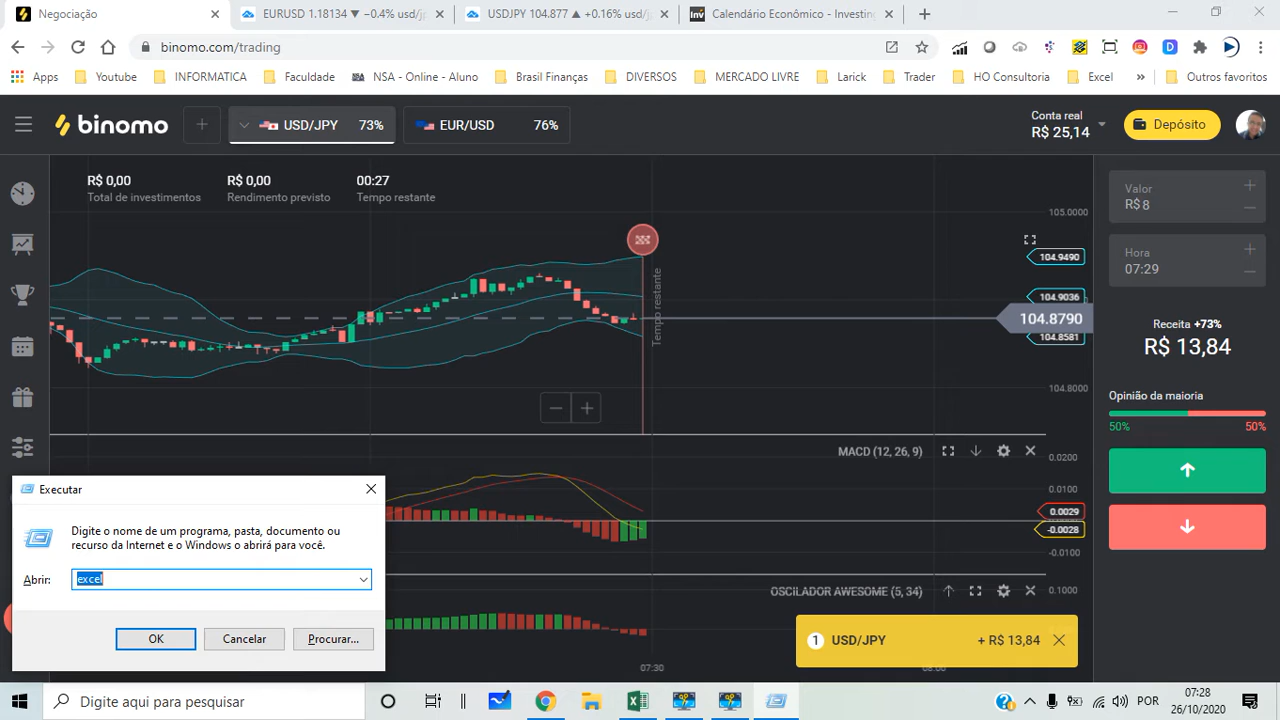 Negociação
EURUSD 1.18134 ▼ −0.4% usd/j
USDJPY 104.877 ▲ +0.16% usd/j
Calendário Econômico - Investing
binomo.com/trading
Apps
Youtube
INFORMATICA
Faculdade
NSA - Online - Aluno
Brasil Finanças
DIVERSOS
MERCADO LIVRE
Larick
Trader
HO Consultoria
Excel
»
Outros favoritos
binomo
USD/JPY 73%
EUR/USD 76%
Conta real
R$ 25,14
Depósito
R$ 0,00
Total de investimentos
R$ 0,00
Rendimento previsto
00:27
Tempo restante
Tempo restante
105.0000
104.9490
104.9036
104.8790
104.8581
104.8000
Valor
R$ 8
Hora
07:29
Receita +73%
R$ 13,84
Opinião da maioria
50% 50%
MACD (12, 26, 9)
0.0200
0.0100
0.0029
-0.0028
-0.0100
OSCILADOR AWESOME (5, 34)
0.1000
1 USD/JPY + R$ 13,84
07:30
08:00
Executar
Digite o nome de um programa, pasta, documento ou
recurso da Internet e o Windows o abrirá para você.
Abrir: excel
OK
Cancelar
Procurar...
Digite aqui para pesquisar
POR
07:28
26/10/2020